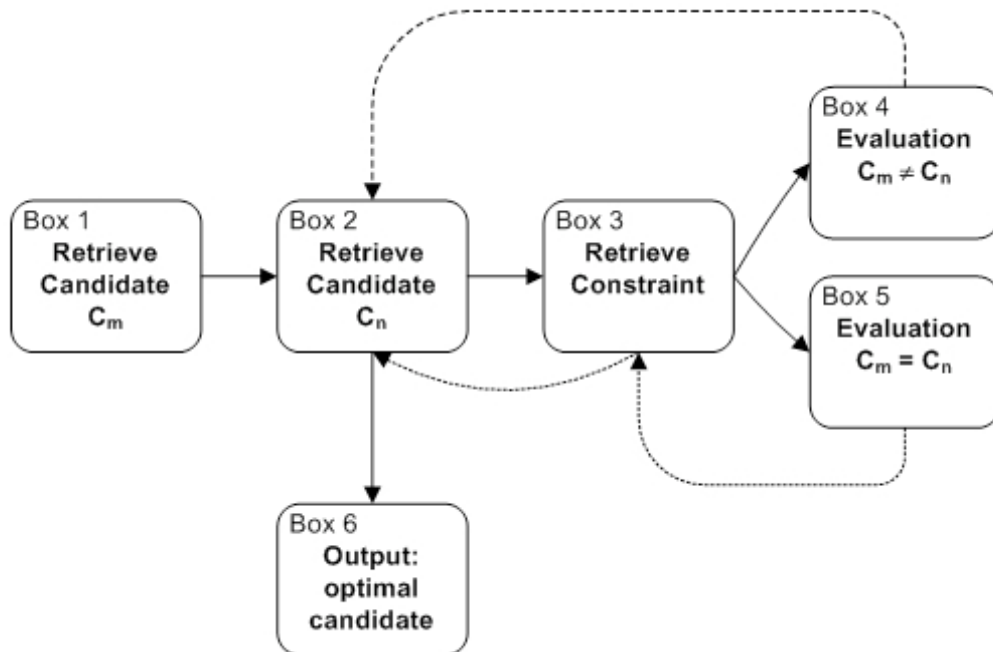 Box 1
Retrieve
Candidate
Cₘ
Box 2
Retrieve
Candidate
Cₙ
Box 3
Retrieve
Constraint
Box 4
Evaluation
Cₘ ≠ Cₙ
Box 5
Evaluation
Cₘ = Cₙ
Box 6
Output:
optimal
candidate